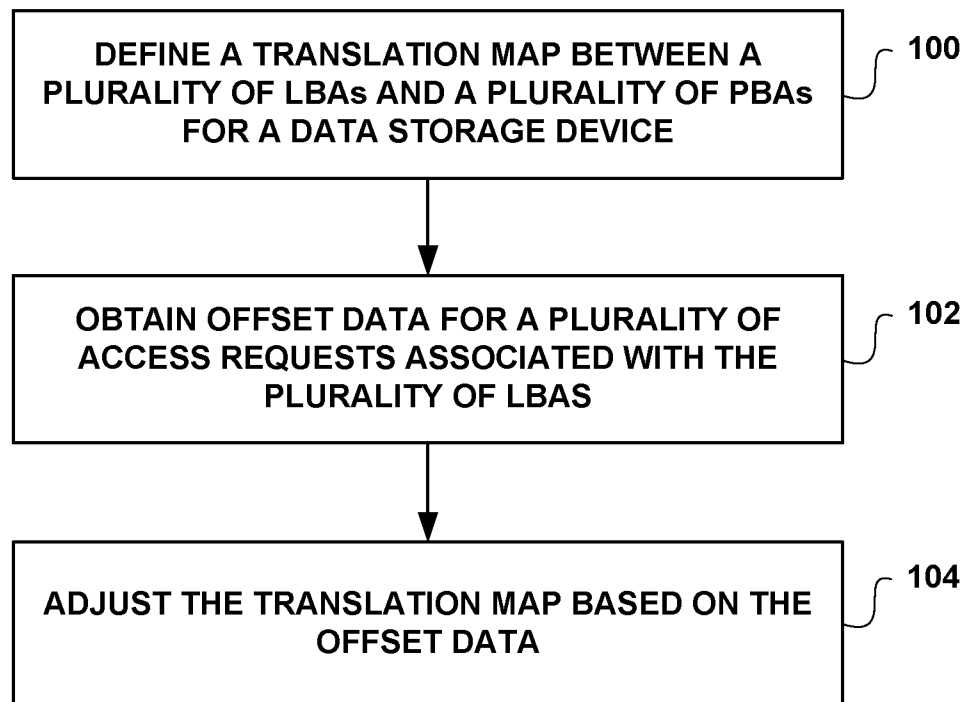 DEFINE A TRANSLATION MAP BETWEEN A
PLURALITY OF LBAs AND A PLURALITY OF PBAs
FOR A DATA STORAGE DEVICE
100
OBTAIN OFFSET DATA FOR A PLURALITY OF
ACCESS REQUESTS ASSOCIATED WITH THE
PLURALITY OF LBAS
102
ADJUST THE TRANSLATION MAP BASED ON THE
OFFSET DATA
104